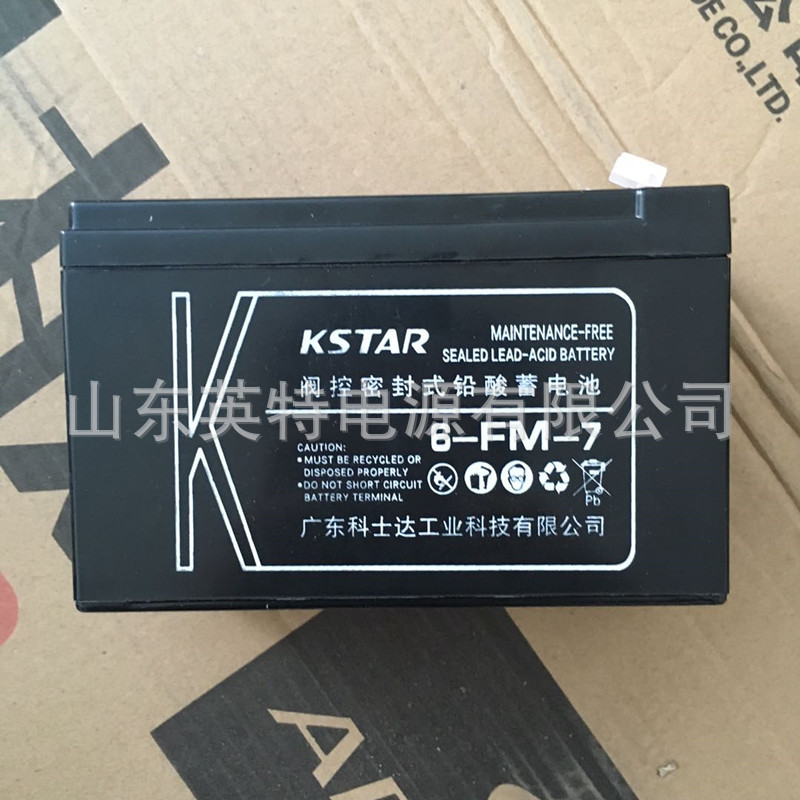 DE CO.,LTD.
KSTAR
MAINTENANCE-FREE
SEALED LEAD-ACID BATTERY
阀控密封式铅酸蓄电池
山东英特电源有限公司
6-FM-7
CAUTION:
•MUST BE RECYCLED OR
DISPOSED PROPERLY
•DO NOT SHORT CIRCUIT
BATTERY TERMINAL
Pb
广东科士达工业科技有限公司